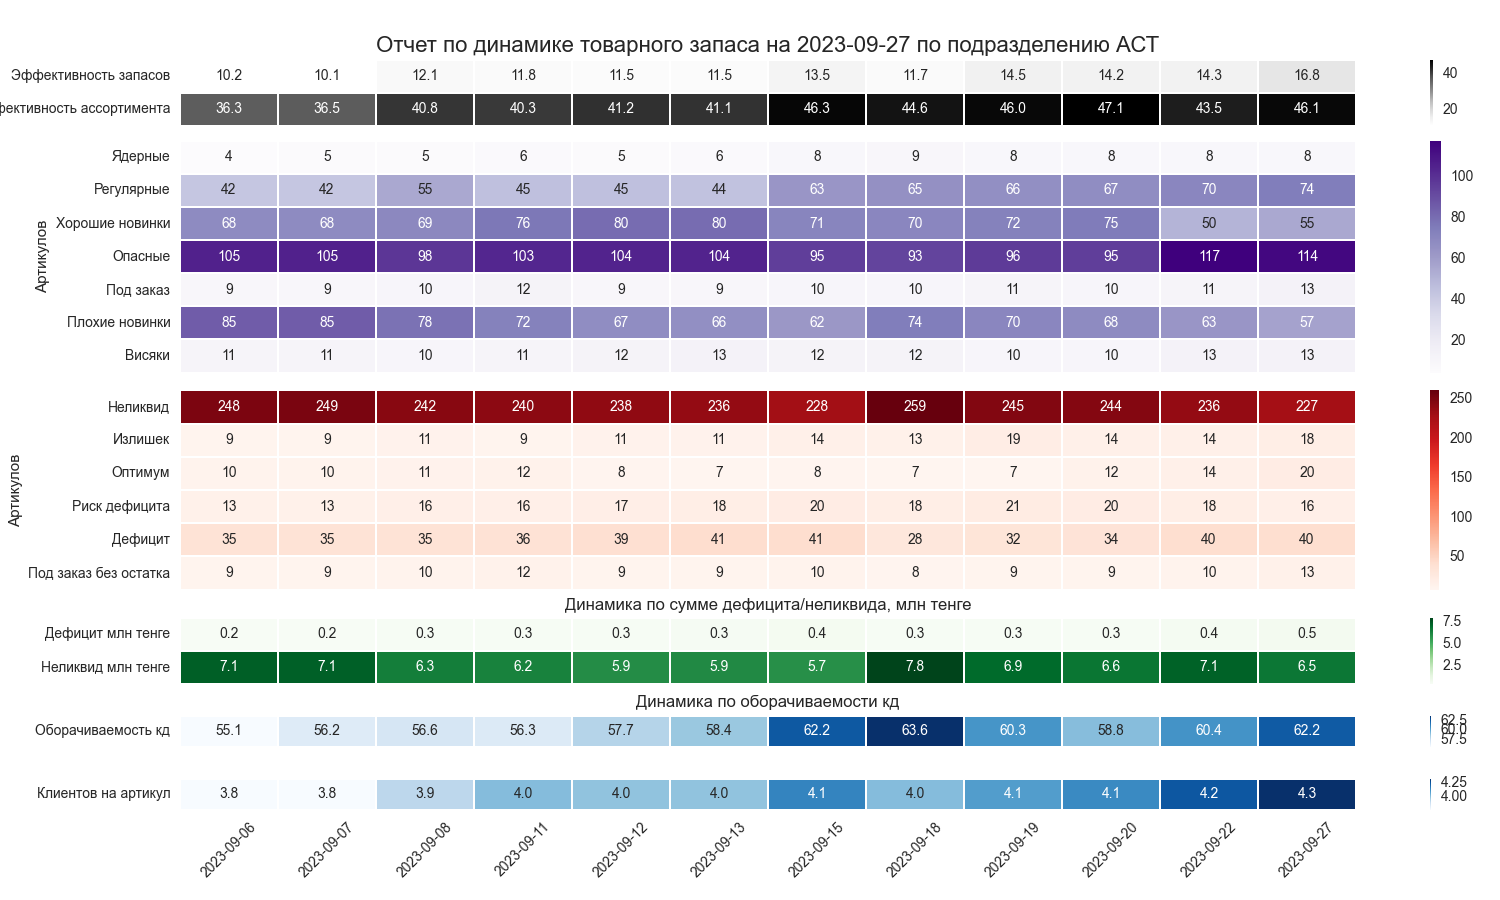 Отчет по динамике товарного запаса на 2023-09-27 по подразделению АСТ
Эффективность запасов 10.2 10.1 12.1 11.8 11.5 11.5 13.5 11.7 14.5 14.2 14.3 16.8
фективность ассортимента 36.3 36.5 40.8 40.3 41.2 41.1 46.3 44.6 46.0 47.1 43.5 46.1
40
20
Артикулов
Ядерные 4 5 5 6 5 6 8 9 8 8 8 8
Регулярные 42 42 55 45 45 44 63 65 66 67 70 74
Хорошие новинки 68 68 69 76 80 80 71 70 72 75 50 55
Опасные 105 105 98 103 104 104 95 93 96 95 117 114
Под заказ 9 9 10 12 9 9 10 10 11 10 11 13
Плохие новинки 85 85 78 72 67 66 62 74 70 68 63 57
Висяки 11 11 10 11 12 13 12 12 10 10 13 13
100
80
60
40
20
Артикулов
Неликвид 248 249 242 240 238 236 228 259 245 244 236 227
Излишек 9 9 11 9 11 11 14 13 19 14 14 18
Оптимум 10 10 11 12 8 7 8 7 7 12 14 20
Риск дефицита 13 13 16 16 17 18 20 18 21 20 18 16
Дефицит 35 35 35 36 39 41 41 28 32 34 40 40
Под заказ без остатка 9 9 10 12 9 9 10 8 9 9 10 13
250
200
150
100
50
Динамика по сумме дефицита/неликвида, млн тенге
Дефицит млн тенге 0.2 0.2 0.3 0.3 0.3 0.3 0.4 0.3 0.3 0.3 0.4 0.5
Неликвид млн тенге 7.1 7.1 6.3 6.2 5.9 5.9 5.7 7.8 6.9 6.6 7.1 6.5
7.5
5.0
2.5
Динамика по оборачиваемости кд
Оборачиваемость кд 55.1 56.2 56.6 56.3 57.7 58.4 62.2 63.6 60.3 58.8 60.4 62.2
62.5
60.0
57.5
Клиентов на артикул 3.8 3.8 3.9 4.0 4.0 4.0 4.1 4.0 4.1 4.1 4.2 4.3
4.25
4.00
2023-09-06 2023-09-07 2023-09-08 2023-09-11 2023-09-12 2023-09-13 2023-09-15 2023-09-18 2023-09-19 2023-09-20 2023-09-22 2023-09-27